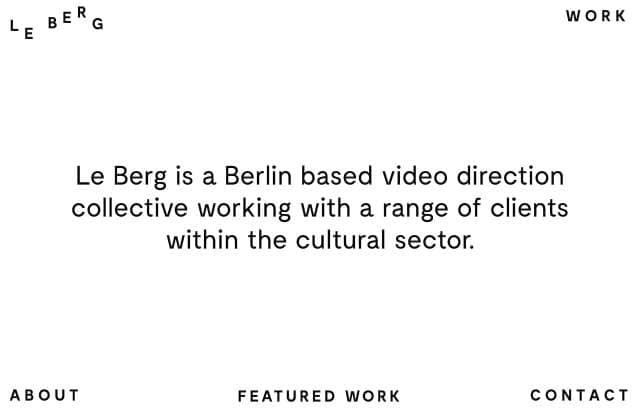 LE BERG
WORK
Le Berg is a Berlin based video direction
collective working with a range of clients
within the cultural sector.
ABOUT
FEATURED WORK
CONTACT